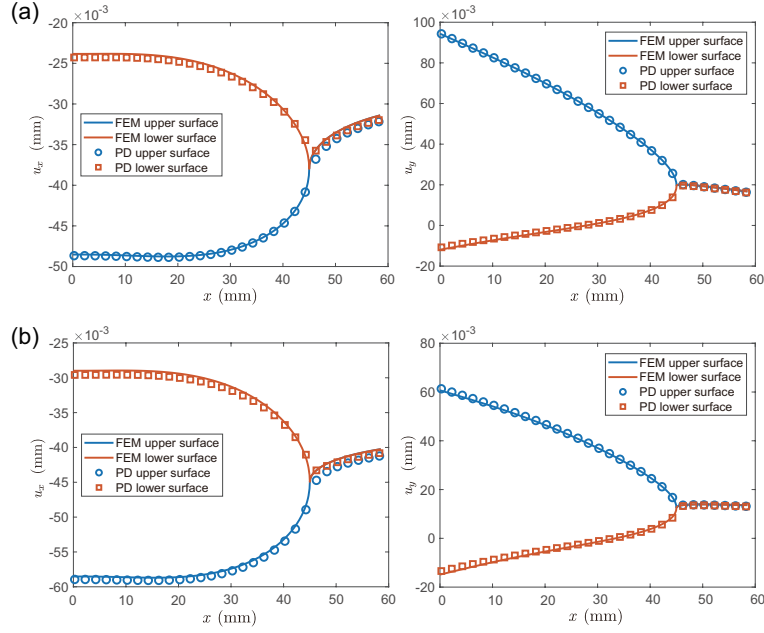 (a)
×10⁻³
-20
-25
-30
-35
-40
-45
-50
u_x (mm)
FEM upper surface
FEM lower surface
PD upper surface
PD lower surface
0 10 20 30 40 50 60
x (mm)
×10⁻³
100
80
60
40
20
0
-20
u_y (mm)
FEM upper surface
FEM lower surface
PD upper surface
PD lower surface
0 10 20 30 40 50 60
x (mm)
(b)
×10⁻³
-25
-30
-35
-40
-45
-50
-55
-60
u_x (mm)
FEM upper surface
FEM lower surface
PD upper surface
PD lower surface
0 10 20 30 40 50 60
x (mm)
×10⁻³
80
60
40
20
0
-20
u_y (mm)
FEM upper surface
FEM lower surface
PD upper surface
PD lower surface
0 10 20 30 40 50 60
x (mm)